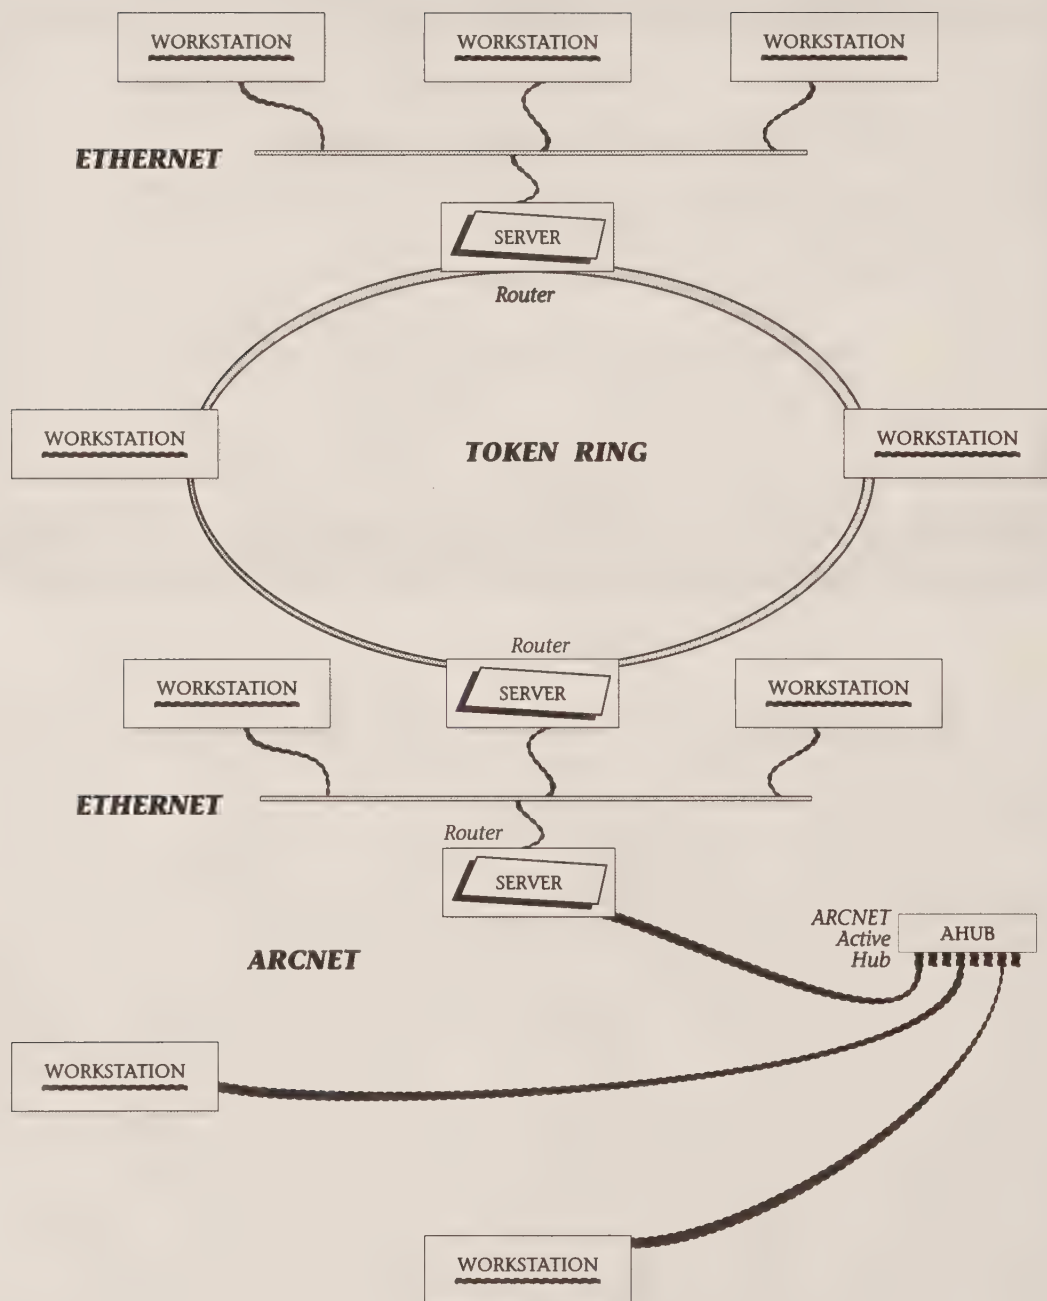 WORKSTATION
WORKSTATION
WORKSTATION
ETHERNET
SERVER
Router
WORKSTATION
TOKEN RING
WORKSTATION
Router
WORKSTATION
SERVER
WORKSTATION
ETHERNET
Router
SERVER
ARCNET
Active
Hub
AHUB
ARCNET
WORKSTATION
WORKSTATION